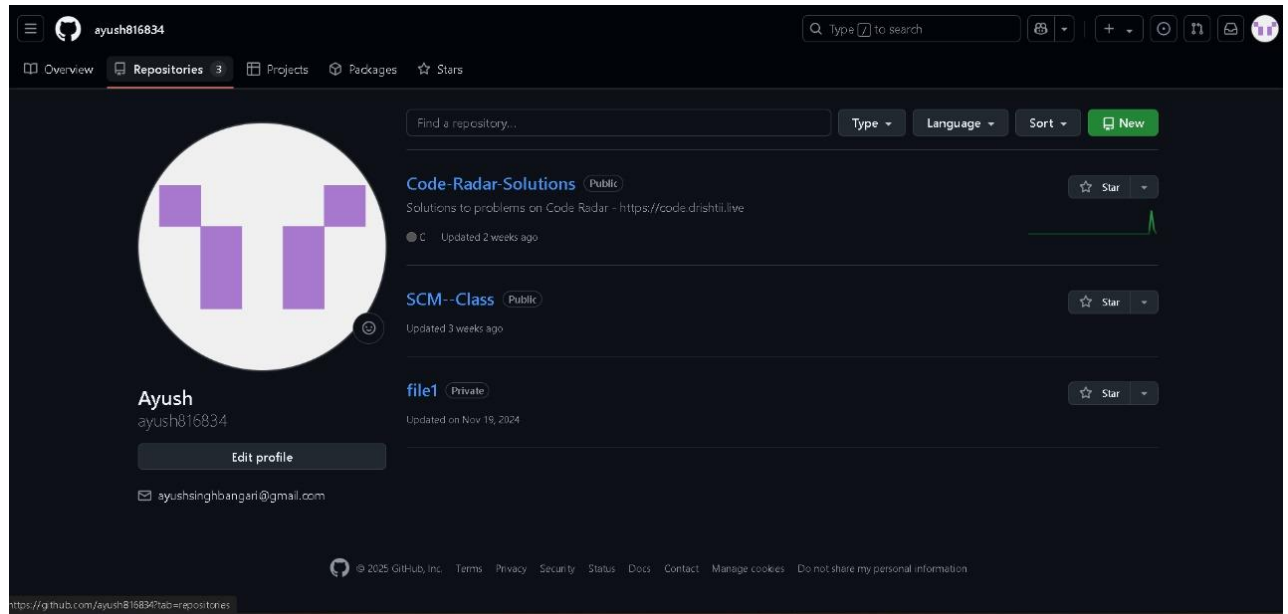 ayush816834
Type / to search
Overview Repositories 3 Projects Packages Stars
Find a repository... Type Language Sort New
Code-Radar-Solutions Public Star
Solutions to problems on Code Radar - https://code.drishtii.live
C Updated 2 weeks ago
SCM--Class Public Star
Updated 3 weeks ago
file1 Private Star
Updated on Nov 19, 2024
Ayush
ayush816834
Edit profile
ayushsinghbangari@gmail.com
© 2025 GitHub, Inc. Terms Privacy Security Status Docs Contact Manage cookies Do not share my personal information
https://github.com/ayush816834?tab=repositories